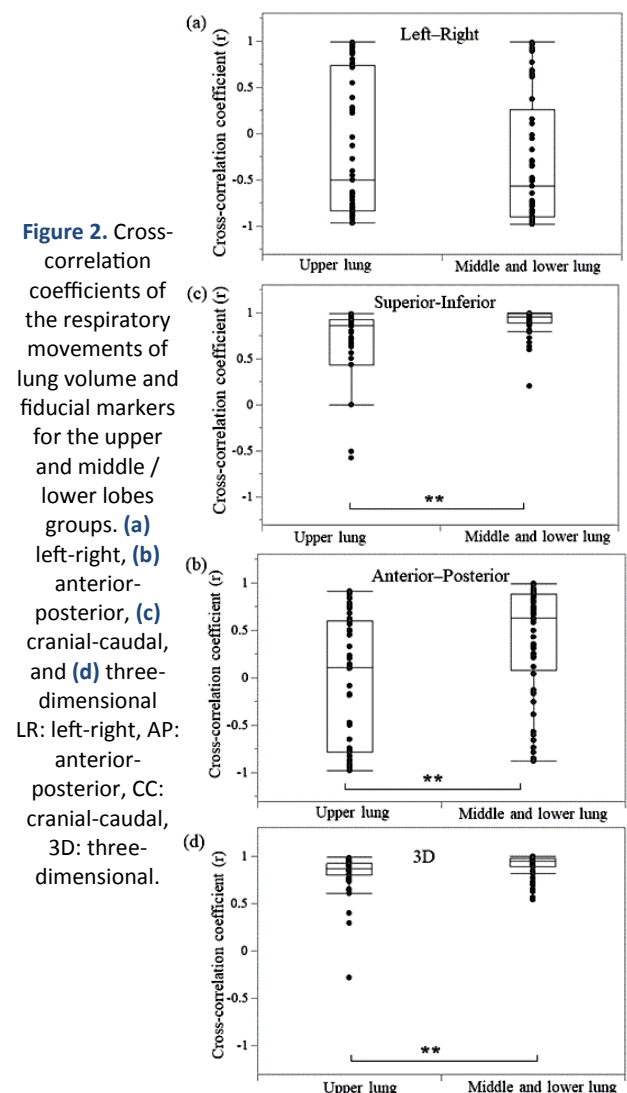 Figure 2. Cross-
correlation
coefficients of
the respiratory
movements of
lung volume and
fiducial markers
for the upper
and middle /
lower lobes
groups. (a)
left-right, (b)
anterior-
posterior, (c)
cranial-caudal,
and (d) three-
dimensional
LR: left-right, AP:
anterior-
posterior, CC:
cranial-caudal,
3D: three-
dimensional.
(a)
Left–Right
Cross-correlation coefficient (r)
1
0.5
0
-0.5
-1
Upper lung
Middle and lower lung
(c)
Superior-Inferior
Cross-correlation coefficient (r)
1
0.5
0
-0.5
-1
**
Upper lung
Middle and lower lung
(b)
Anterior–Posterior
Cross-correlation coefficient (r)
1
0.5
0
-0.5
-1
**
Upper lung
Middle and lower lung
(d)
3D
Cross-correlation coefficient (r)
1
0.5
0
-0.5
-1
**
Upper lung
Middle and lower lung